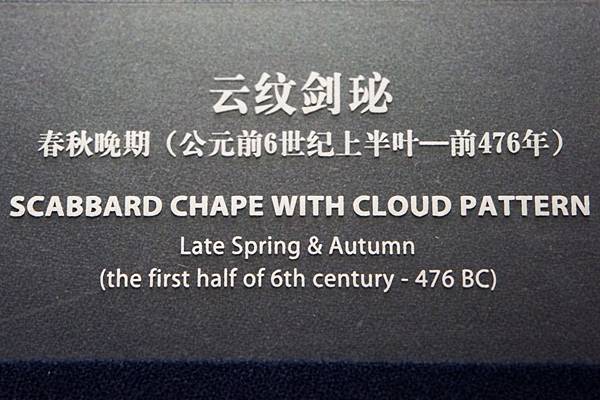 云纹剑珌
春秋晚期（公元前6世纪上半叶—前476年）
SCABBARD CHAPE WITH CLOUD PATTERN
Late Spring & Autumn
(the first half of 6th century - 476 BC)